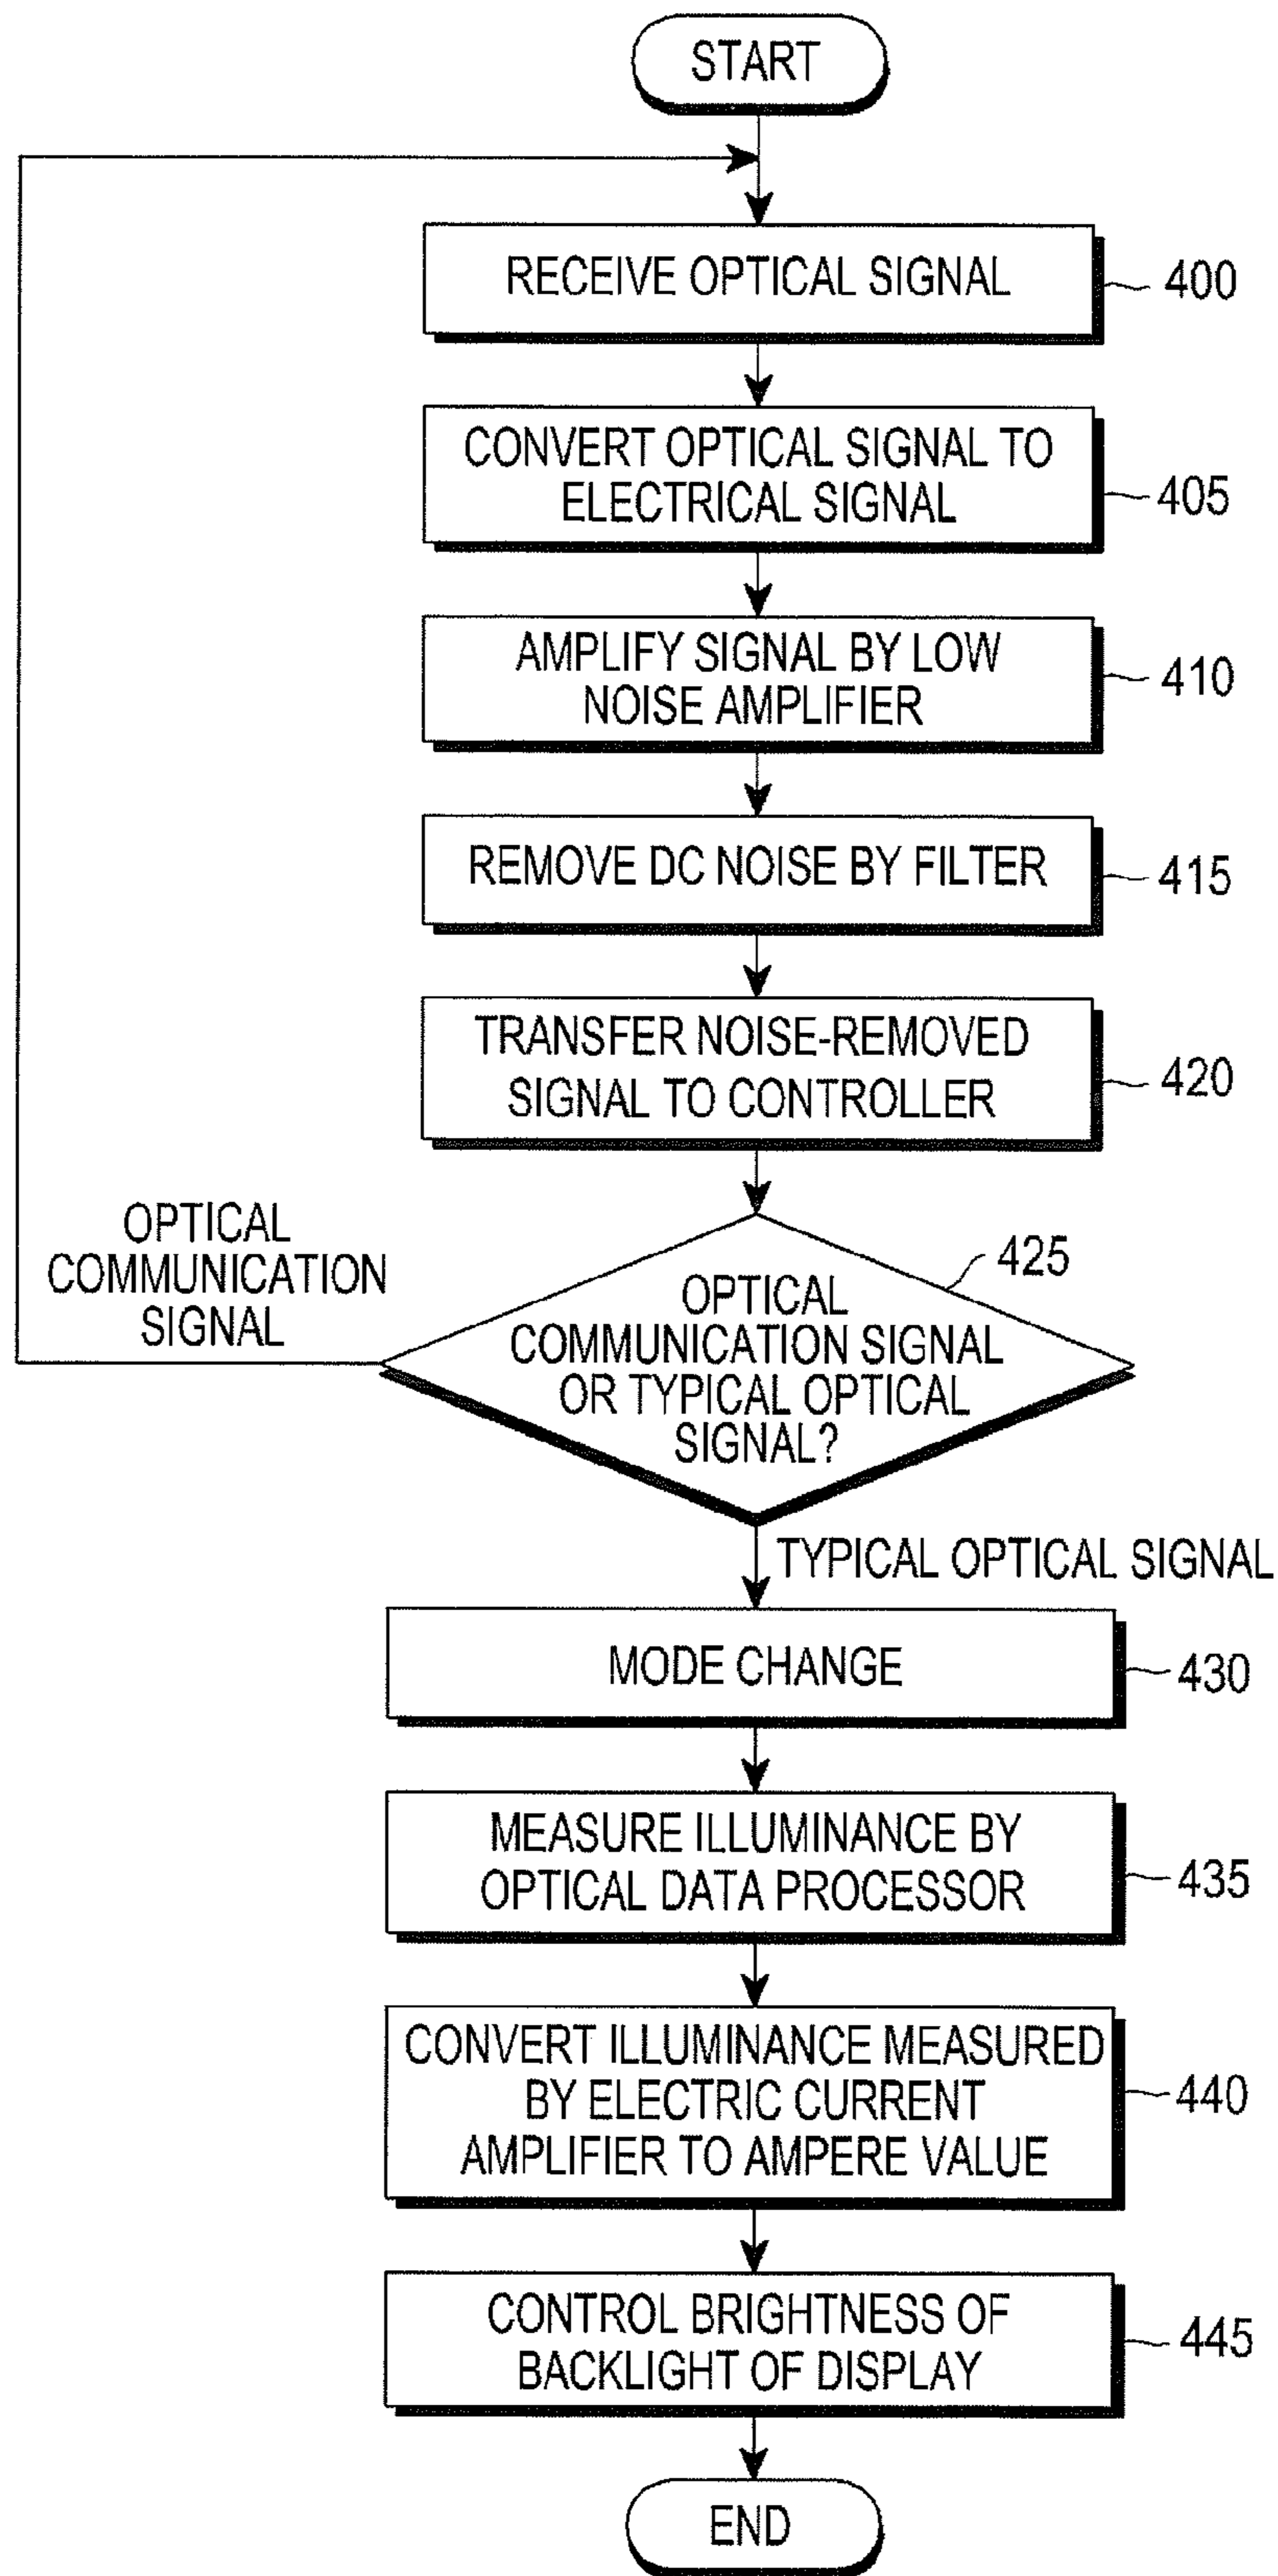 START
RECEIVE OPTICAL SIGNAL
400
CONVERT OPTICAL SIGNAL TO
ELECTRICAL SIGNAL
405
AMPLIFY SIGNAL BY LOW
NOISE AMPLIFIER
410
REMOVE DC NOISE BY FILTER
415
TRANSFER NOISE-REMOVED
SIGNAL TO CONTROLLER
420
OPTICAL
COMMUNICATION
SIGNAL
425
OPTICAL
COMMUNICATION SIGNAL
OR TYPICAL OPTICAL
SIGNAL?
TYPICAL OPTICAL SIGNAL
MODE CHANGE
430
MEASURE ILLUMINANCE BY
OPTICAL DATA PROCESSOR
435
CONVERT ILLUMINANCE MEASURED
BY ELECTRIC CURRENT
AMPLIFIER TO AMPERE VALUE
440
CONTROL BRIGHTNESS OF
BACKLIGHT OF DISPLAY
445
END